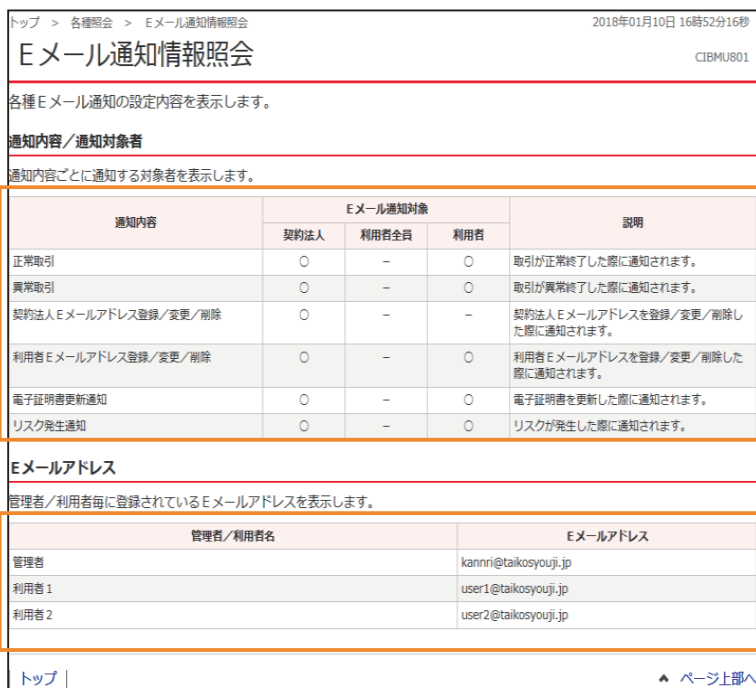 トップ > 各種照会 > Eメール通知情報照会 2018年01月10日 16時52分16秒
Eメール通知情報照会 CIBMU801
各種Eメール通知の設定内容を表示します。
通知内容／通知対象者
通知内容ごとに通知する対象者を表示します。
通知内容 Eメール通知対象 説明
契約法人 利用者全員 利用者
正常取引 ○ － ○ 取引が正常終了した際に通知されます。
異常取引 ○ － ○ 取引が異常終了した際に通知されます。
契約法人Eメールアドレス登録／変更／削除 ○ － － 契約法人Eメールアドレスを登録／変更／削除し
た際に通知されます。
利用者Eメールアドレス登録／変更／削除 ○ － ○ 利用者Eメールアドレスを登録／変更／削除した
際に通知されます。
電子証明書更新通知 ○ － ○ 電子証明書を更新した際に通知されます。
リスク発生通知 ○ － ○ リスクが発生した際に通知されます。
Eメールアドレス
管理者／利用者毎に登録されているEメールアドレスを表示します。
管理者／利用者名 Eメールアドレス
管理者 kannri@taikosyouji.jp
利用者1 user1@taikosyouji.jp
利用者2 user2@taikosyouji.jp
| トップ | ▲ ページ上部へ